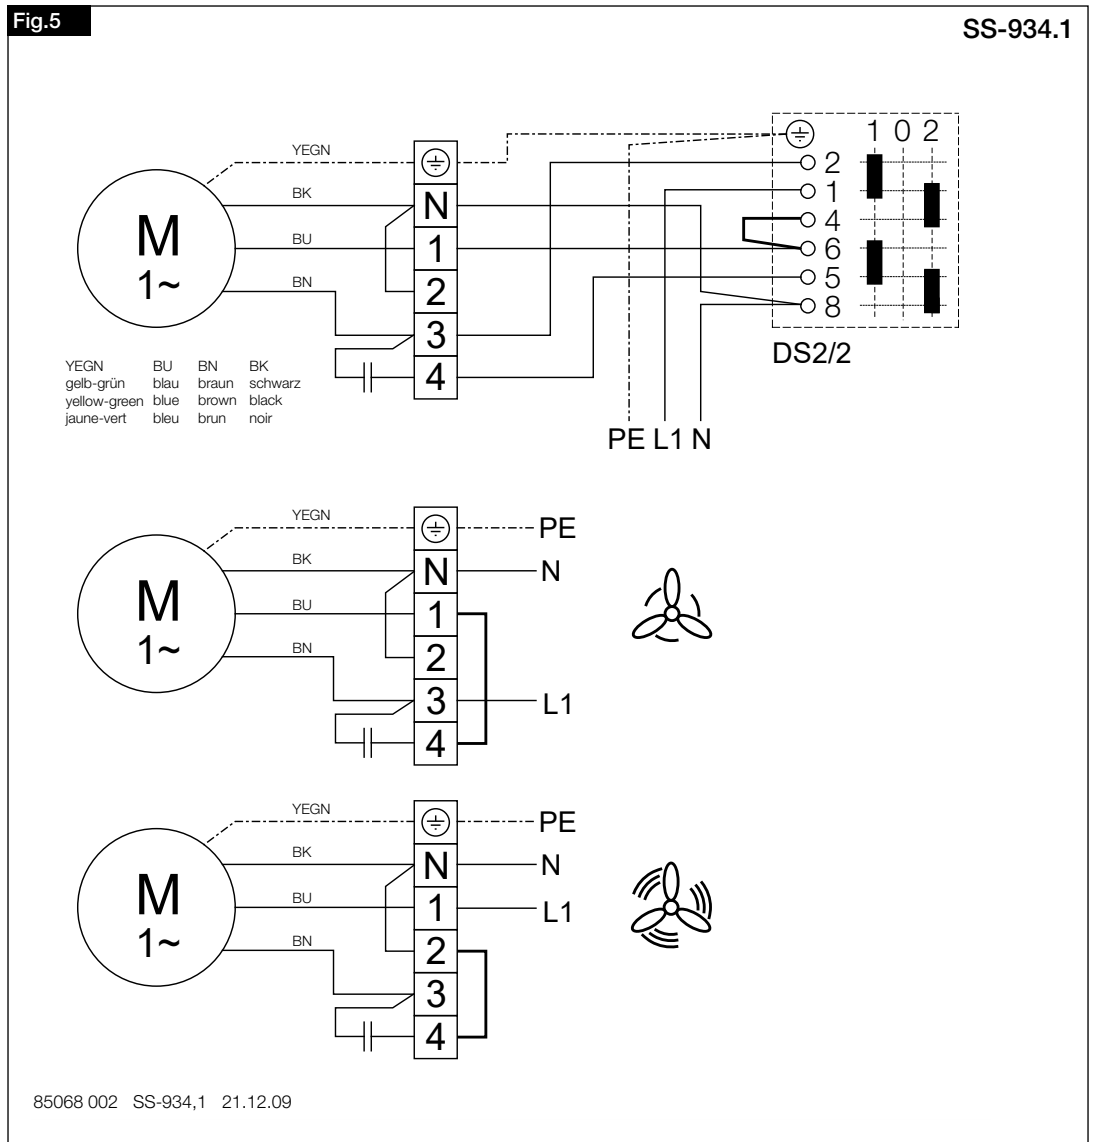 Fig.5
SS-934.1
YEGN
BK
BU
BN
M
1~
N
1
2
3
4
1 0 2
2
1
4
6
5
8
DS2/2
PE L1 N
YEGN BU BN BK
gelb-grün blau braun schwarz
yellow-green blue brown black
jaune-vert bleu brun noir
YEGN
BK
BU
BN
M
1~
N
1
2
3
4
PE
N
L1
YEGN
BK
BU
BN
M
1~
N
1
2
3
4
PE
N
L1
85068 002 SS-934,1 21.12.09